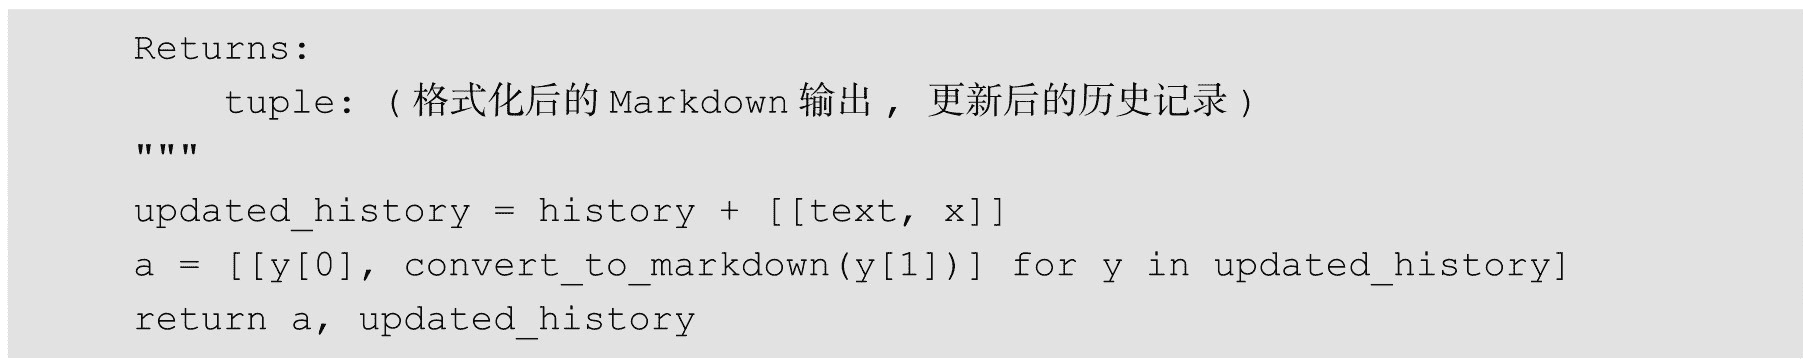 Returns:
    tuple: (格式化后的 Markdown 输出, 更新后的历史记录)
"""
updated_history = history + [[text, x]]
a = [[y[0], convert_to_markdown(y[1])] for y in updated_history]
return a, updated_history